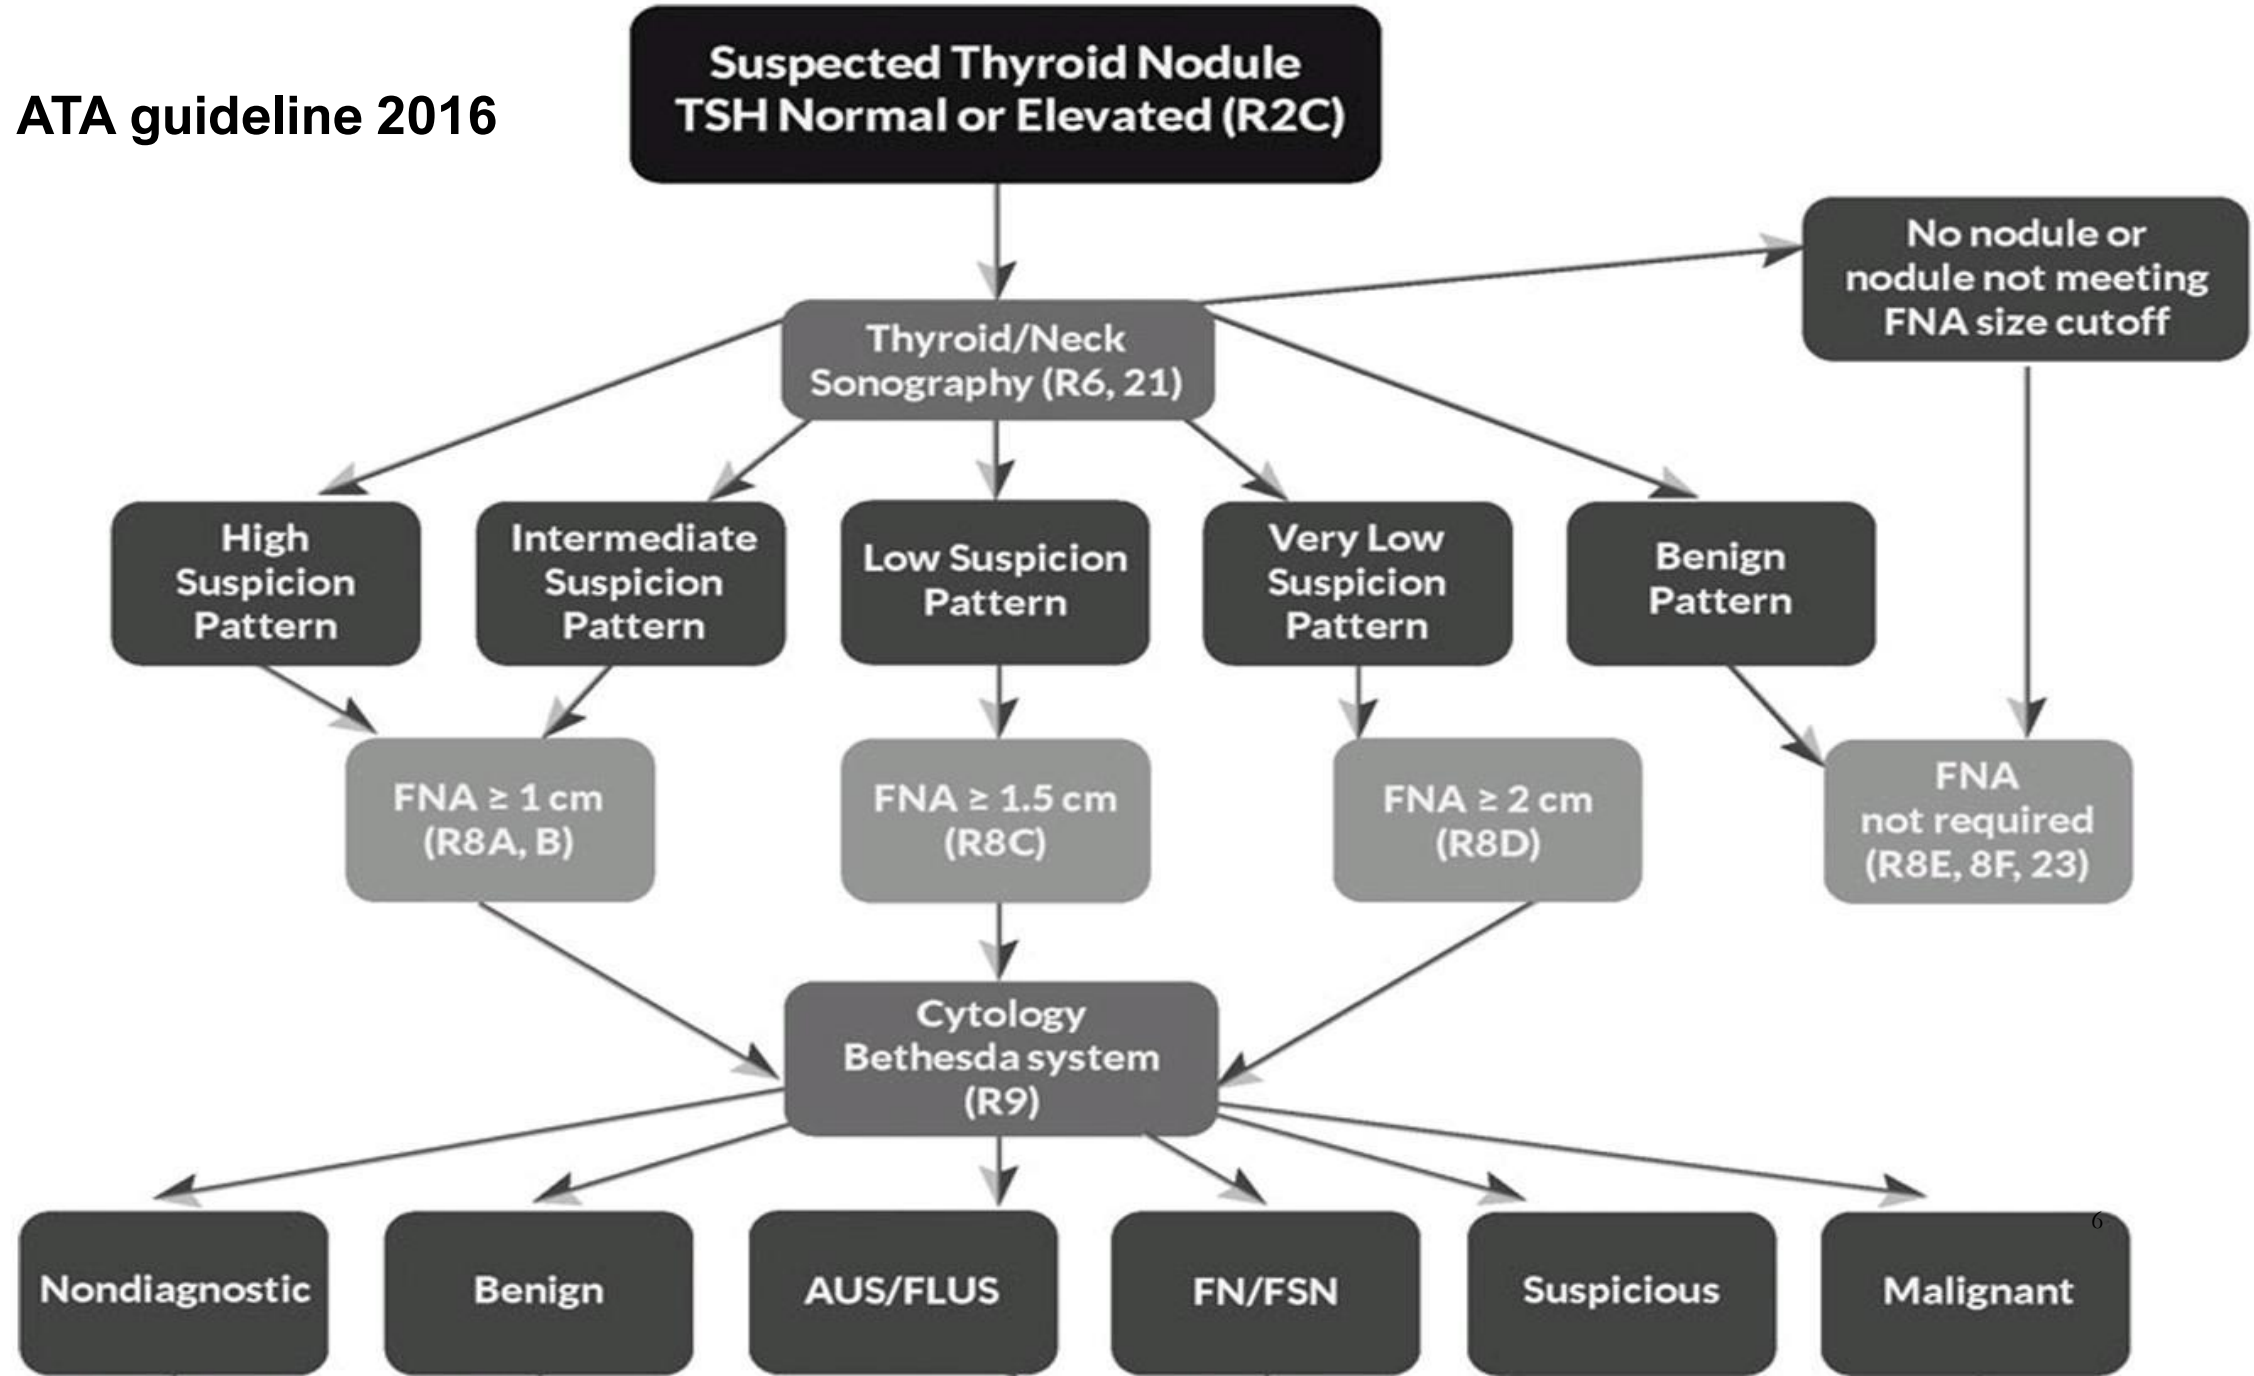 ATA guideline 2016
Suspected Thyroid Nodule
TSH Normal or Elevated (R2C)
No nodule or
nodule not meeting
FNA size cutoff
Thyroid/Neck
Sonography (R6, 21)
High
Suspicion
Pattern
Intermediate
Suspicion
Pattern
Low Suspicion
Pattern
Very Low
Suspicion
Pattern
Benign
Pattern
FNA ≥ 1 cm
(R8A, B)
FNA ≥ 1.5 cm
(R8C)
FNA ≥ 2 cm
(R8D)
FNA
not required
(R8E, 8F, 23)
Cytology
Bethesda system
(R9)
Nondiagnostic
Benign
AUS/FLUS
FN/FSN
Suspicious
Malignant
6